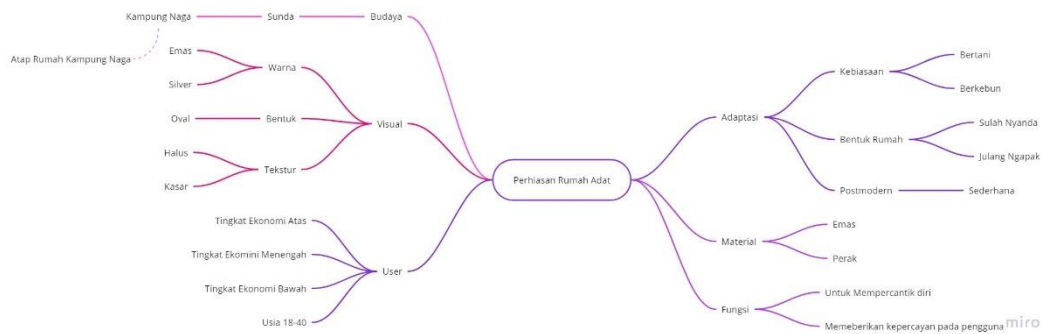 Perhiasan Rumah Adat
Budaya
Sunda
Kampung Naga
Atap Rumah Kampung Naga
Visual
Warna
Emas
Silver
Bentuk
Oval
Tekstur
Halus
Kasar
User
Tingkat Ekonomi Atas
Tingkat Ekomini Menengah
Tingkat Ekonomi Bawah
Usia 18-40
Adaptasi
Kebiasaan
Bertani
Berkebun
Bentuk Rumah
Sulah Nyanda
Julang Ngapak
Postmodern
Sederhana
Material
Emas
Perak
Fungsi
Untuk Mempercantik diri
Memeberikan kepercayan pada pengguna
miro